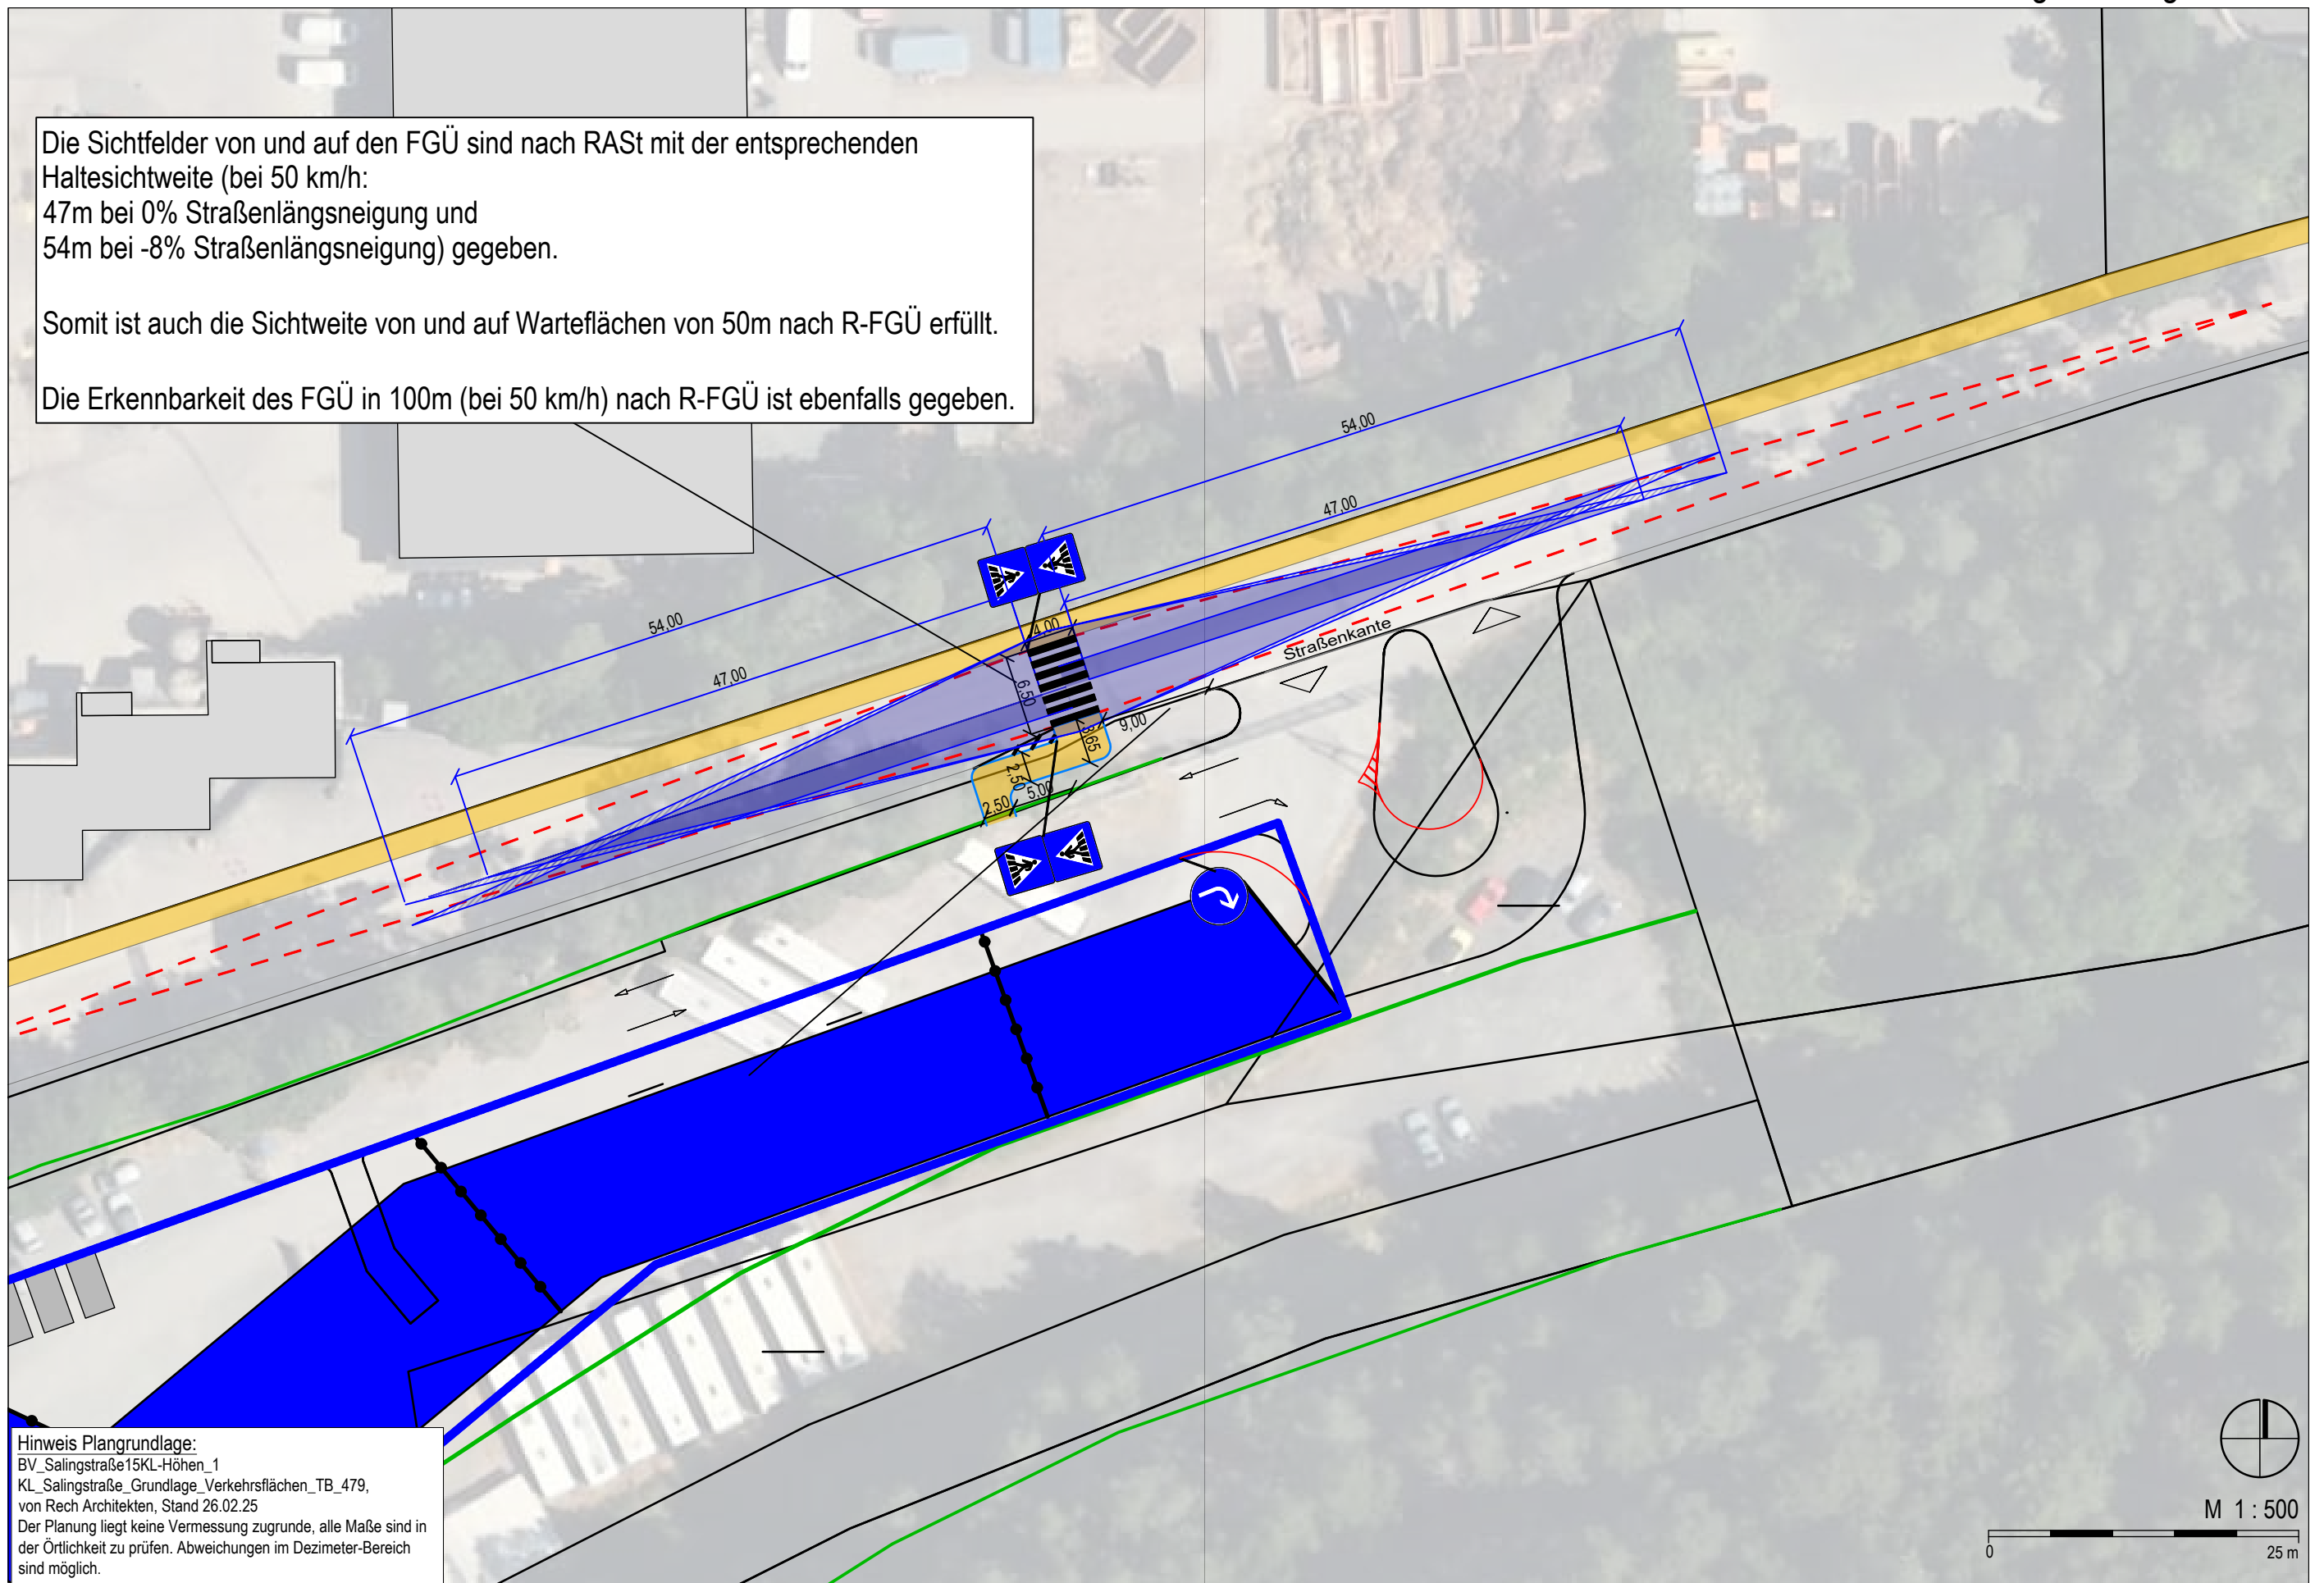 Die Sichtfelder von und auf den FGÜ sind nach RASt mit der entsprechenden
Haltesichtweite (bei 50 km/h:
47m bei 0% Straßenlängsneigung und
54m bei -8% Straßenlängsneigung) gegeben.
Somit ist auch die Sichtweite von und auf Warteflächen von 50m nach R-FGÜ erfüllt.
Die Erkennbarkeit des FGÜ in 100m (bei 50 km/h) nach R-FGÜ ist ebenfalls gegeben.
54,00
47,00
54,00
47,00
4,00
6,50
Straßenkante
9,00
3,65
2,50
5,00
2,50
Hinweis Plangrundlage:
BV_Salingstraße15KL-Höhen_1
KL_Salingstraße_Grundlage_Verkehrsflächen_TB_479,
von Rech Architekten, Stand 26.02.25
Der Planung liegt keine Vermessung zugrunde, alle Maße sind in
der Örtlichkeit zu prüfen. Abweichungen im Dezimeter-Bereich
sind möglich.
M 1 : 500
0 25 m